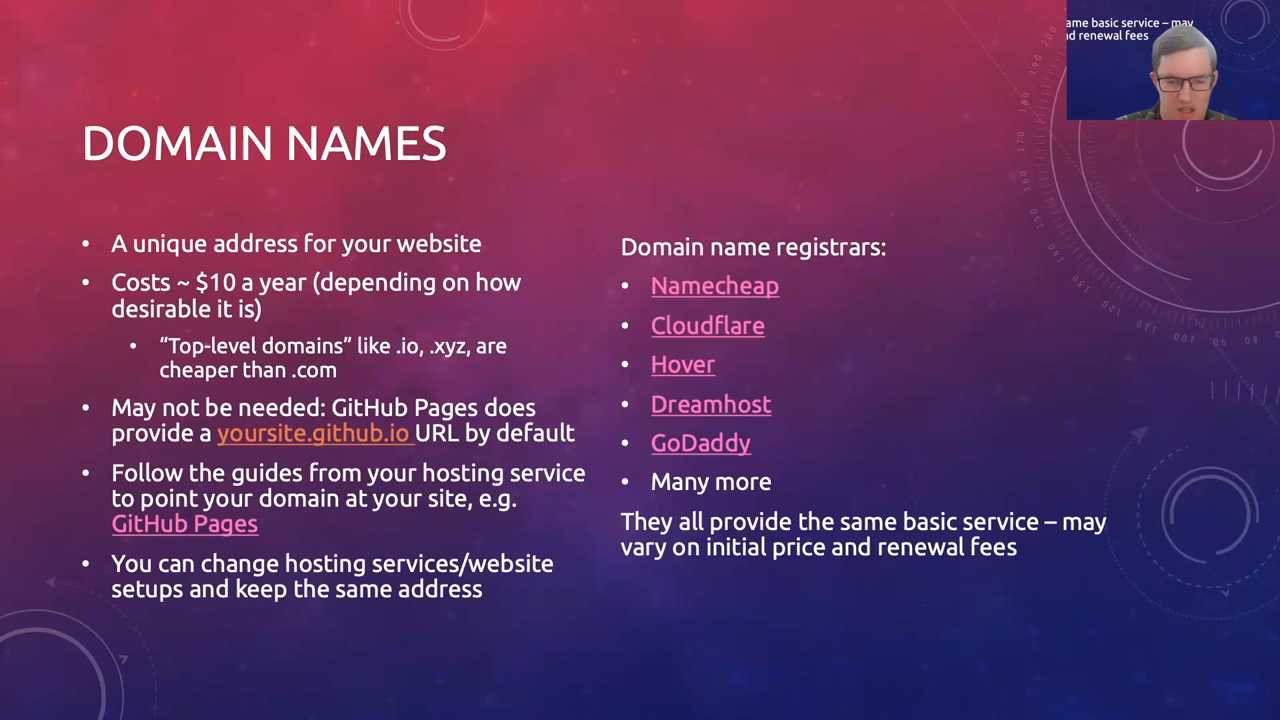 ame basic service – may
d renewal fees
DOMAIN NAMES
• A unique address for your website
• Costs ~ $10 a year (depending on how
desirable it is)
• “Top-level domains” like .io, .xyz, are
cheaper than .com
• May not be needed: GitHub Pages does
provide a yoursite.github.io URL by default
• Follow the guides from your hosting service
to point your domain at your site, e.g.
GitHub Pages
• You can change hosting services/website
setups and keep the same address
Domain name registrars:
• Namecheap
• Cloudflare
• Hover
• Dreamhost
• GoDaddy
• Many more
They all provide the same basic service – may
vary on initial price and renewal fees